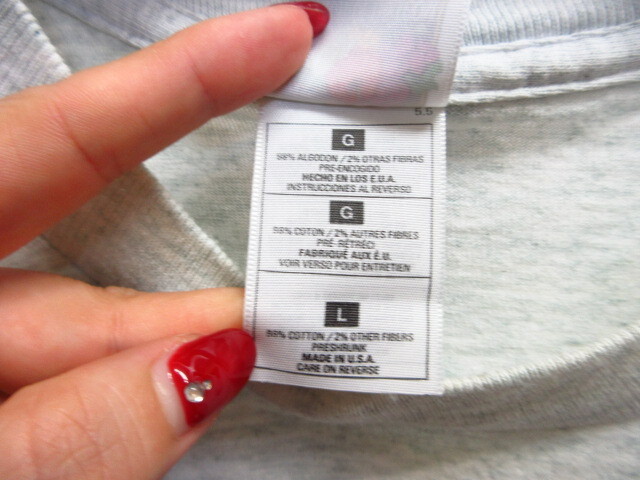 5.5
G
98% ALGODON / 2% OTRAS FIBRAS
PRE-ENCOGIDO
HECHO EN LOS E.U.A.
INSTRUCCIONES AL REVERSO
G
98% COTON / 2% AUTRES FIBRES
PRÉ-RÉTRÉCI
FABRIQUÉ AUX É.U.
VOIR VERSO POUR ENTRETIEN
L
98% COTTON / 2% OTHER FIBERS
PRESHRUNK
MADE IN U.S.A.
CARE ON REVERSE